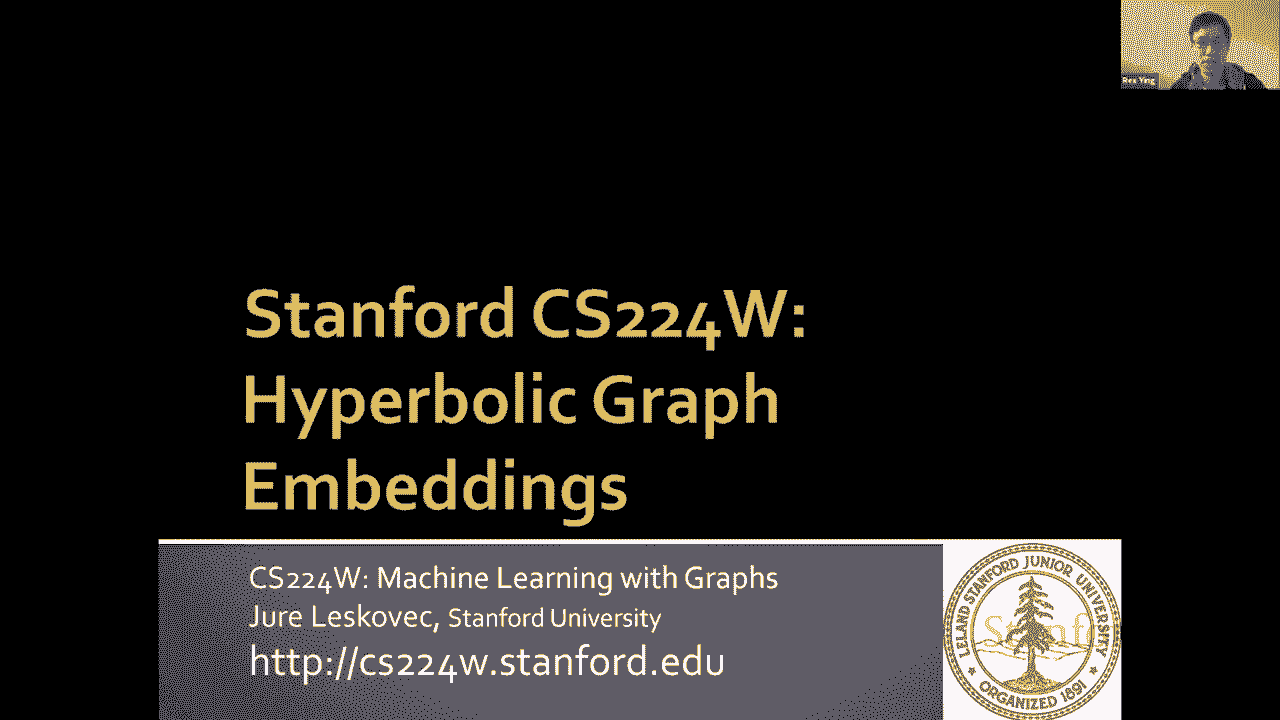 Rex Ying
Stanford CS224W:
Hyperbolic Graph
Embeddings
CS224W: Machine Learning with Graphs
Jure Leskovec, Stanford University
http://cs224w.stanford.edu
LELAND STANFORD JUNIOR UNIVERSITY
ORGANIZED 1891